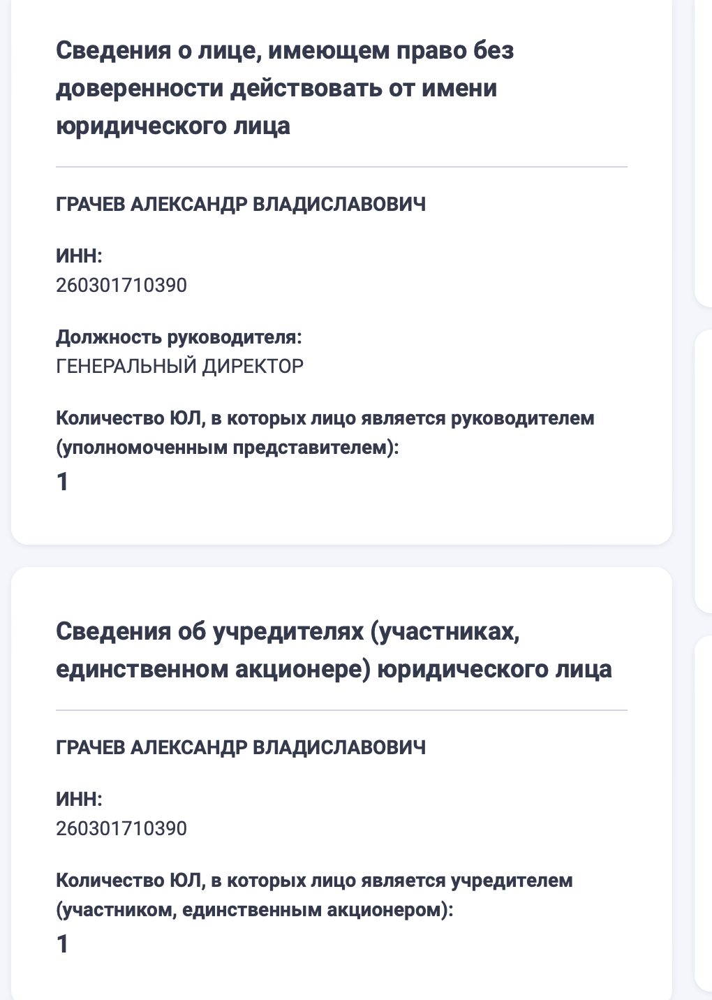 Сведения о лице, имеющем право без
доверенности действовать от имени
юридического лица
ГРАЧЕВ АЛЕКСАНДР ВЛАДИСЛАВОВИЧ
ИНН:
260301710390
Должность руководителя:
ГЕНЕРАЛЬНЫЙ ДИРЕКТОР
Количество ЮЛ, в которых лицо является руководителем
(уполномоченным представителем):
1
Сведения об учредителях (участниках,
единственном акционере) юридического лица
ГРАЧЕВ АЛЕКСАНДР ВЛАДИСЛАВОВИЧ
ИНН:
260301710390
Количество ЮЛ, в которых лицо является учредителем
(участником, единственным акционером):
1